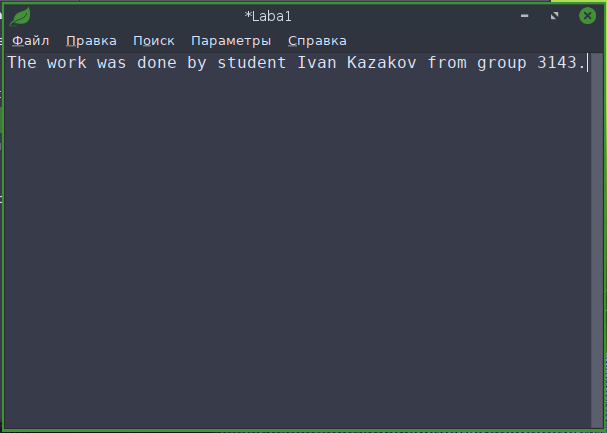 *Laba1
Файл Правка Поиск Параметры Справка
The work was done by student Ivan Kazakov from group 3143.